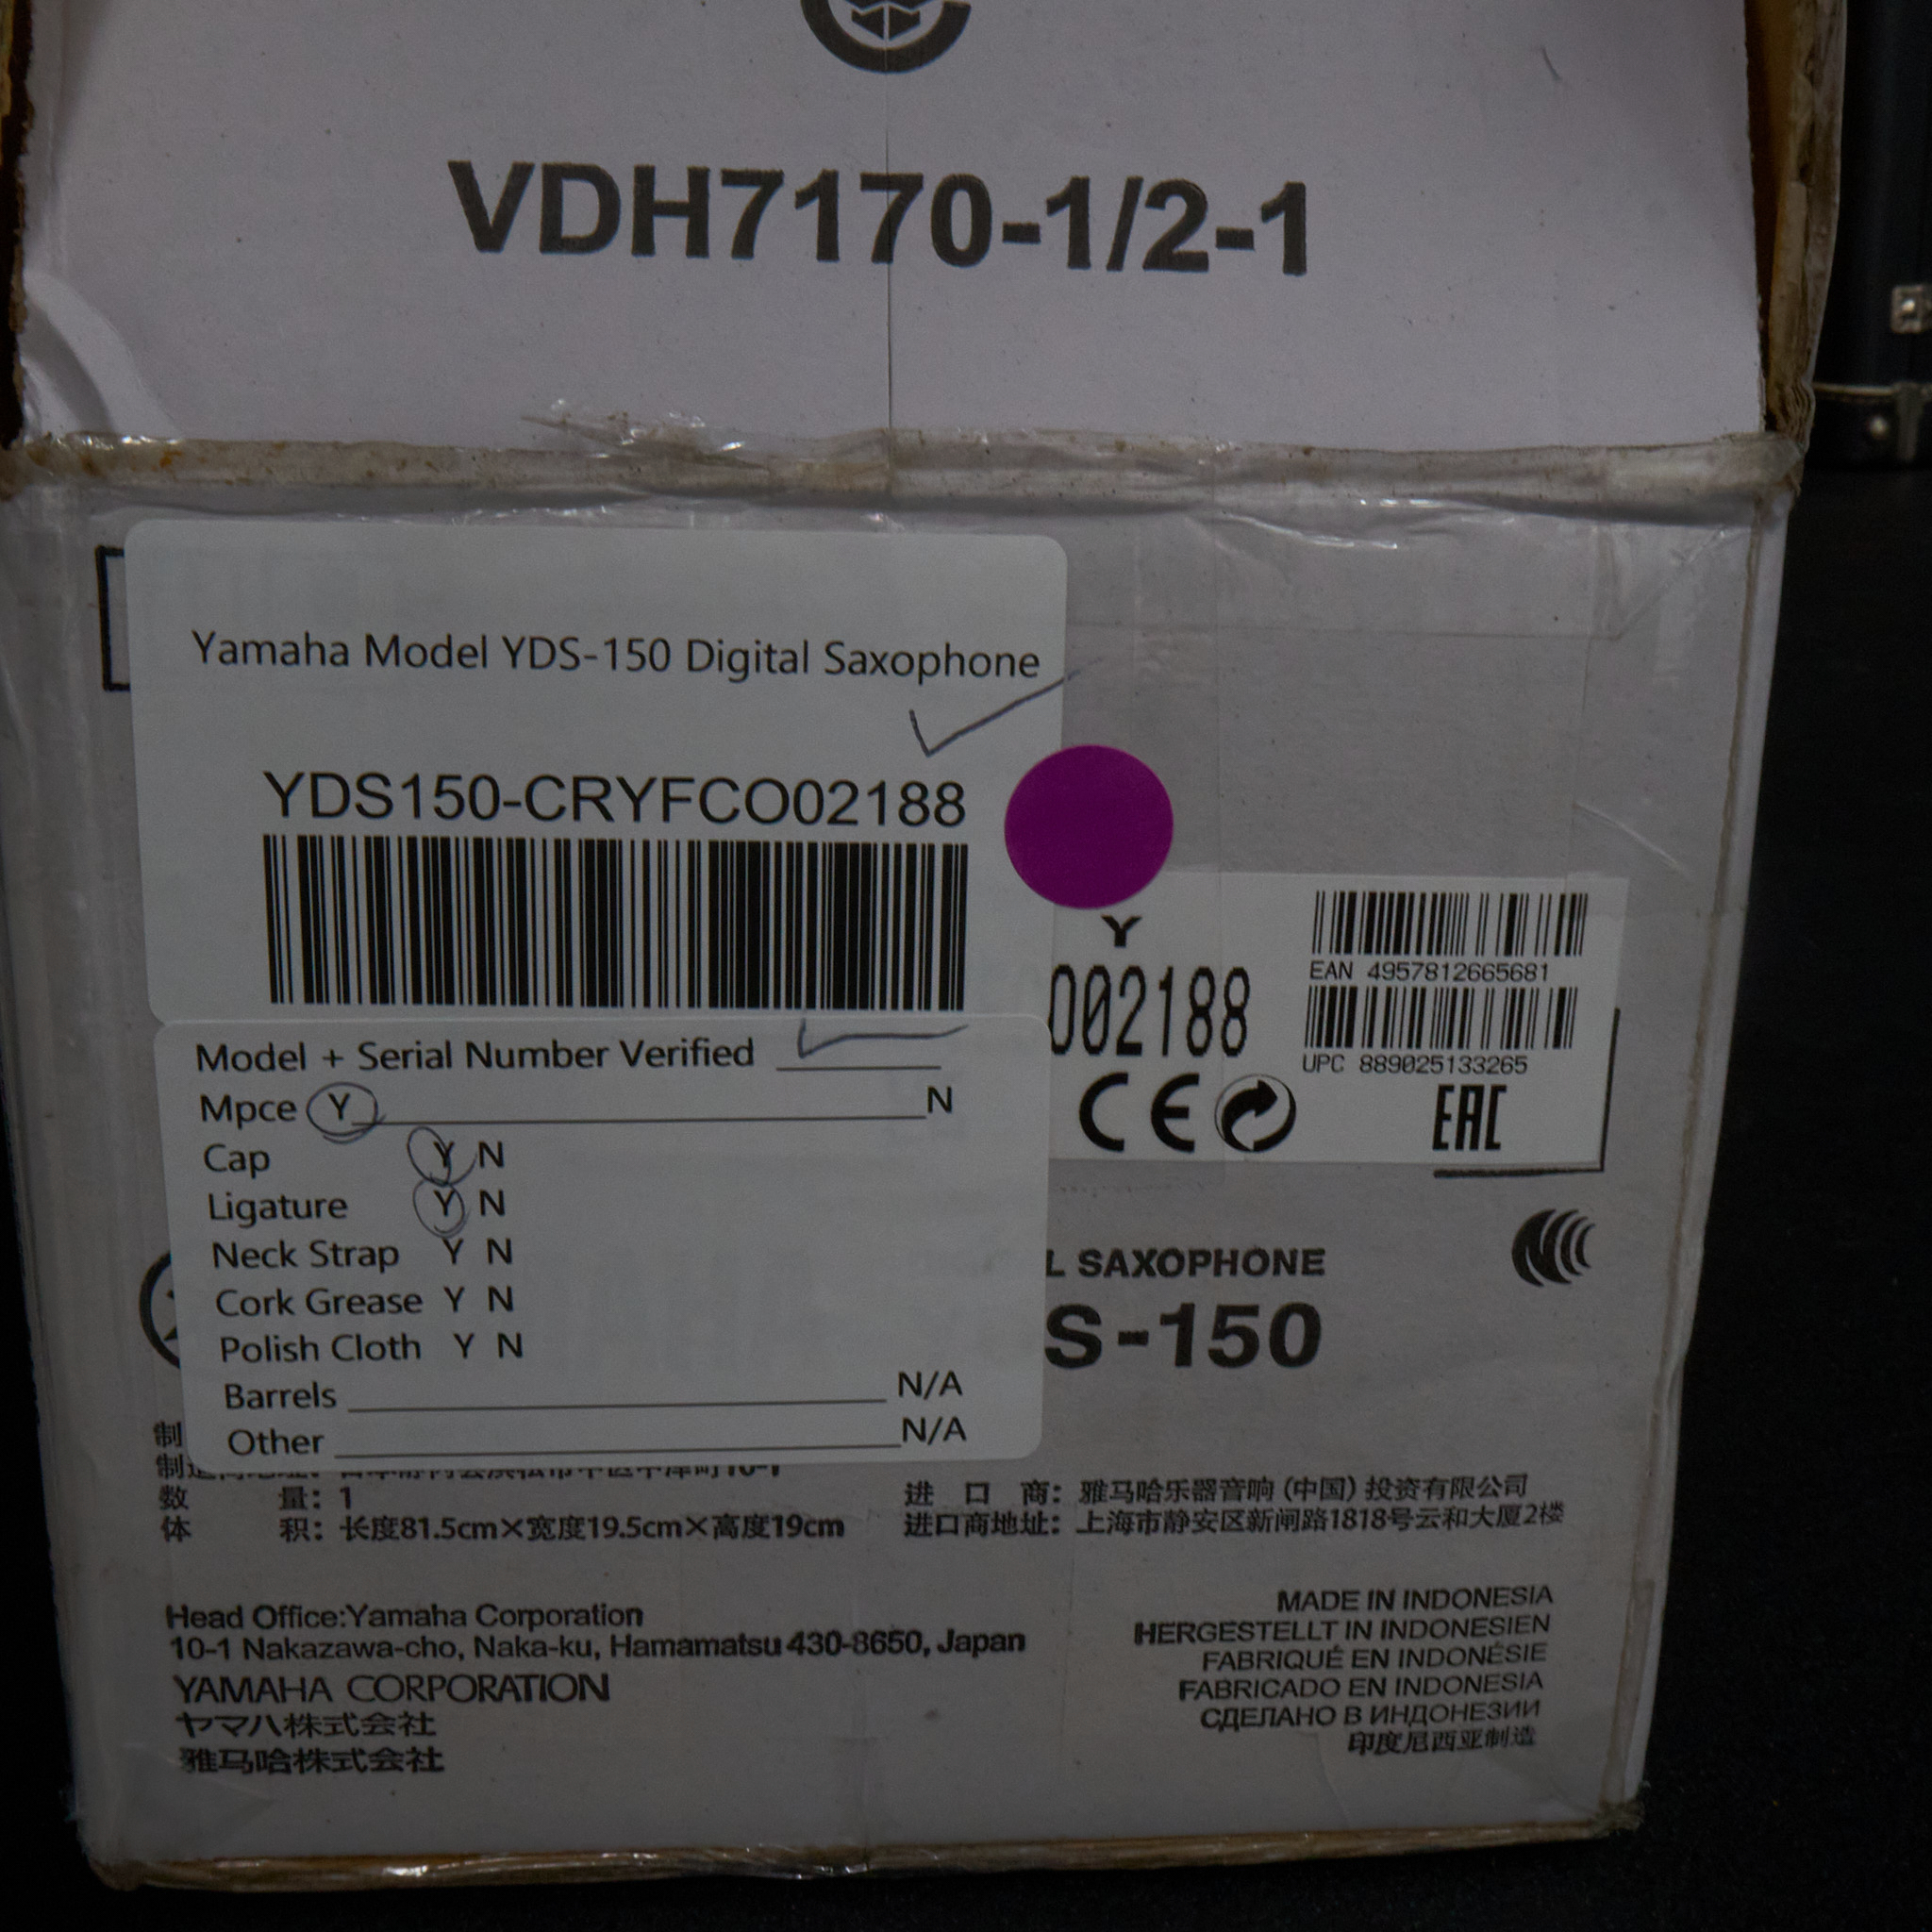 VDH7170-1/2-1
Yamaha Model YDS-150 Digital Saxophone
YDS150-CRYFCO02188
Y
002188
EAN 4957812665681
UPC 889025133265
CE
EAC
Model + Serial Number Verified
Mpce Y N
Cap Y N
Ligature Y N
Neck Strap Y N
Cork Grease Y N
Polish Cloth Y N
Barrels N/A
Other N/A
L SAXOPHONE
S-150
制
数 量: 1
体 积: 长度81.5cm×宽度19.5cm×高度19cm
进 口 商: 雅马哈乐器音响(中国)投资有限公司
进口商地址: 上海市静安区新闸路1818号云和大厦2楼
Head Office:Yamaha Corporation
10-1 Nakazawa-cho, Naka-ku, Hamamatsu 430-8650, Japan
YAMAHA CORPORATION
ヤマハ株式会社
雅马哈株式会社
MADE IN INDONESIA
HERGESTELLT IN INDONESIEN
FABRIQUÉ EN INDONÉSIE
FABRICADO EN INDONESIA
СДЕЛАНО В ИНДОНЕЗИИ
印度尼西亚制造